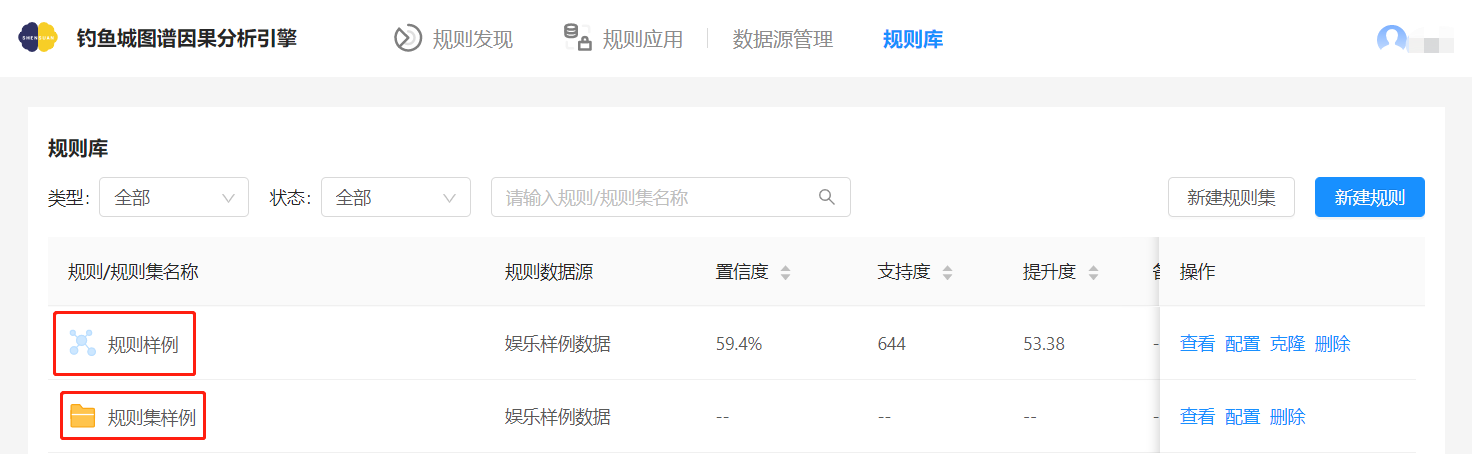 钓鱼城图谱因果分析引擎 规则发现 规则应用 数据源管理 规则库
规则库
类型: 全部 状态: 全部 请输入规则/规则集名称 新建规则集 新建规则
规则/规则集名称 规则数据源 置信度 支持度 提升度 操作
规则样例 娱乐样例数据 59.4% 644 53.38 - 查看 配置 克隆 删除
规则集样例 娱乐样例数据 -- -- -- - 查看 配置 删除